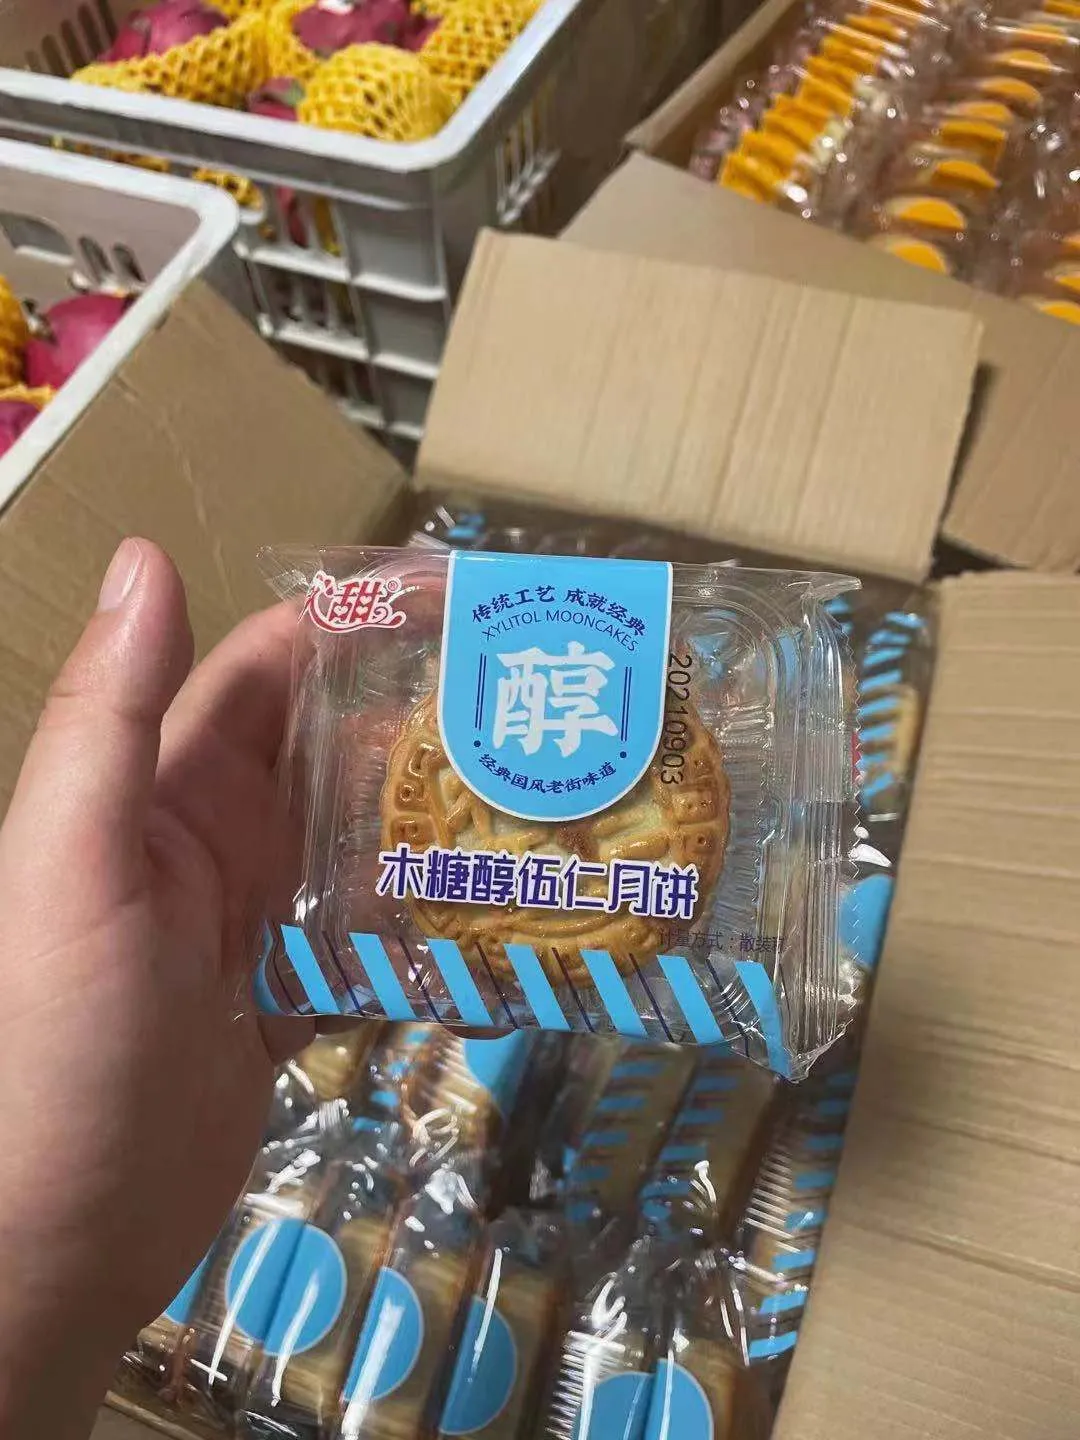 甜®
传统工艺 成就经典
XYLITOL MOONCAKES
醇
经典国风老街味道
20210903
木糖醇伍仁月饼
计量方式：散装